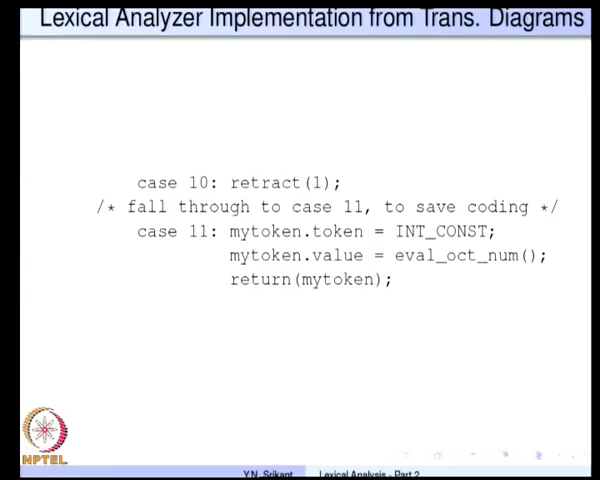 Lexical Analyzer Implementation from Trans. Diagrams
case 10: retract(1);
/* fall through to case 11, to save coding */
case 11: mytoken.token = INT_CONST;
mytoken.value = eval_oct_num();
return(mytoken);
NPTEL
Y.N. Srikant Lexical Analysis - Part 2